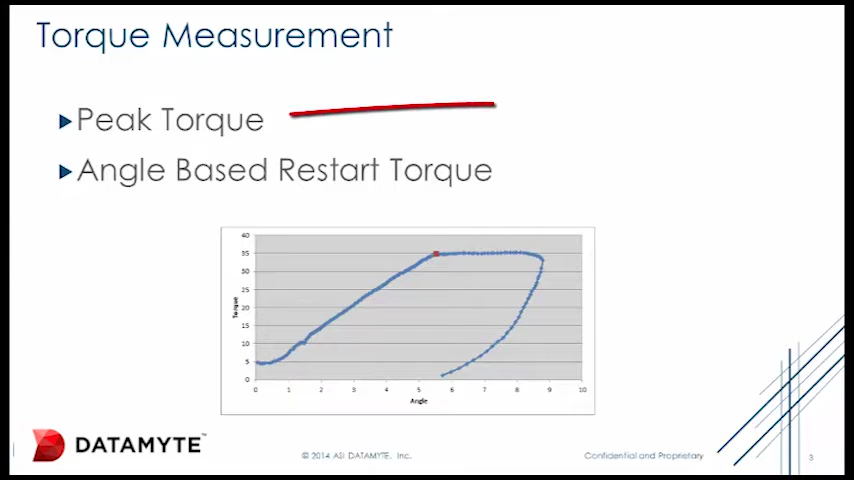 Torque Measurement
Peak Torque
Angle Based Restart Torque
40
35
30
25
20
15
10
5
0
Torque
0 1 2 3 4 5 6 7 8 9 10
Angle
DATAMYTE™
© 2014 ASI DATAMYTE. Inc.
Confidential and Proprietary
3